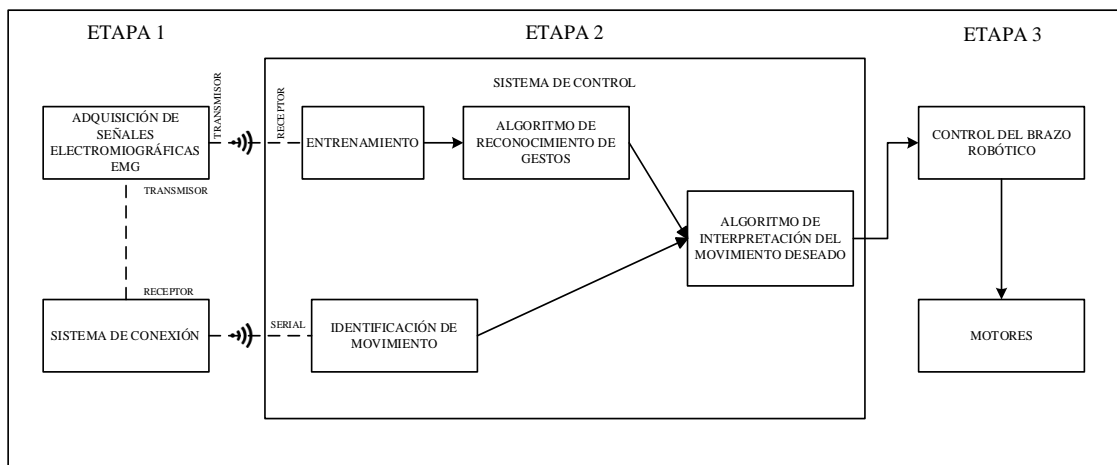 ETAPA 1
ETAPA 2
ETAPA 3
SISTEMA DE CONTROL
ADQUISICIÓN DE
SEÑALES
ELECTROMIOGRÁFICAS
EMG
TRANSMISOR
RECEPTOR
ENTRENAMIENTO
ALGORITMO DE
RECONOCIMIENTO DE
GESTOS
CONTROL DEL BRAZO
ROBÓTICO
TRANSMISOR
ALGORITMO DE
INTERPRETACIÓN DEL
MOVIMIENTO DESEADO
RECEPTOR
SISTEMA DE CONEXIÓN
SERIAL
IDENTIFICACIÓN DE
MOVIMIENTO
MOTORES